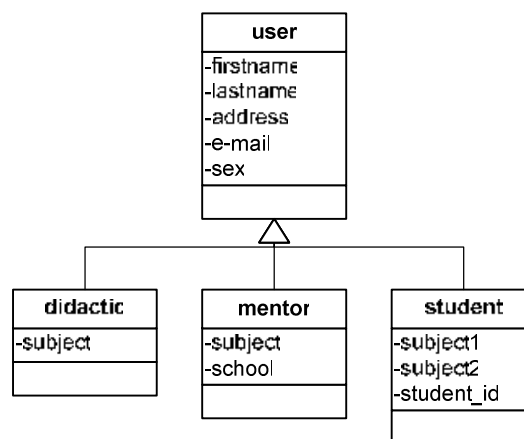 user
-firstname
-lastname
-address
-e-mail
-sex
didactic
-subject
mentor
-subject
-school
student
-subject1
-subject2
-student_id